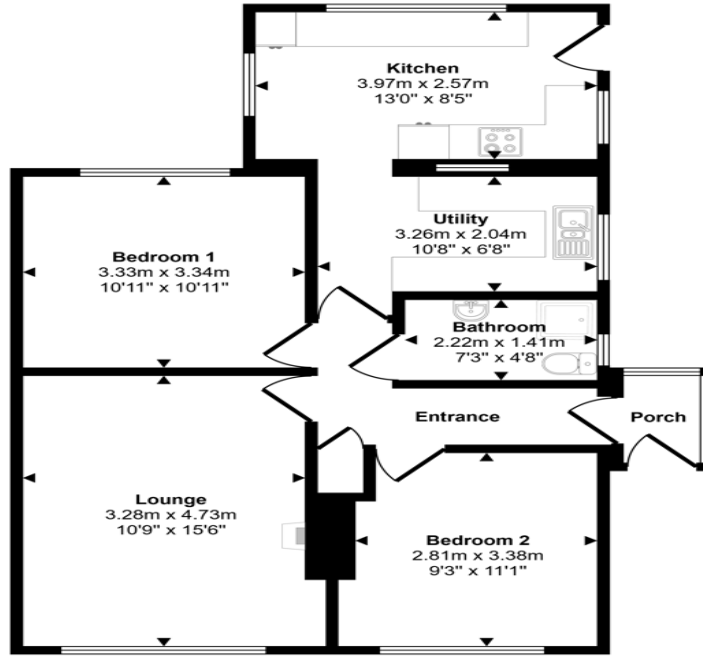 Kitchen
3.97m x 2.57m
13'0" x 8'5"
Utility
3.26m x 2.04m
10'8" x 6'8"
Bedroom 1
3.33m x 3.34m
10'11" x 10'11"
Bathroom
2.22m x 1.41m
7'3" x 4'8"
Entrance
Porch
Lounge
3.28m x 4.73m
10'9" x 15'6"
Bedroom 2
2.81m x 3.38m
9'3" x 11'1"